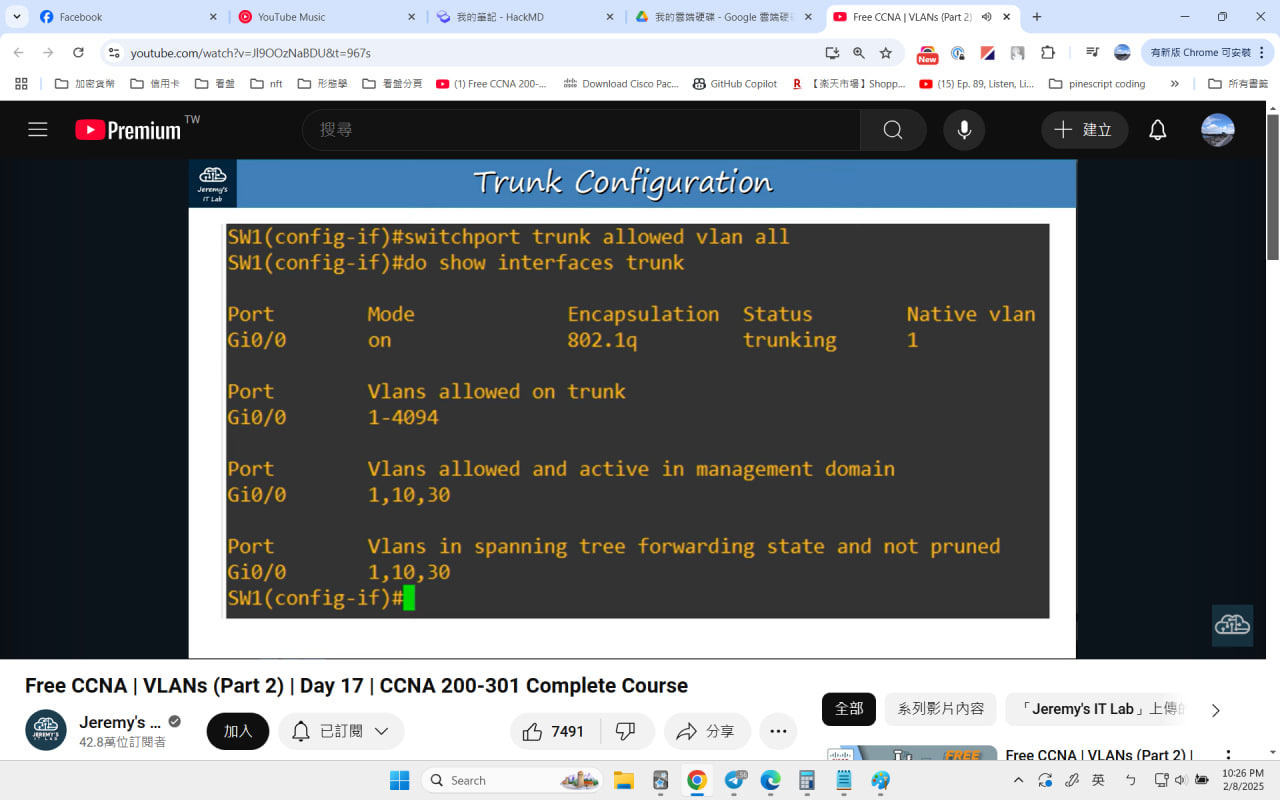 Facebook
YouTube Music
我的筆記 - HackMD
我的雲端硬碟 - Google 雲端硬碟
Free CCNA | VLANs (Part 2)
youtube.com/watch?v=Jl9OOzNaBDU&t=967s
New
有新版 Chrome 可安裝
加密貨幣
信用卡
看盤
nft
形態學
看盤分頁
(1) Free CCNA 200-...
Download Cisco Pac...
GitHub Copilot
【楽天市場】Shopp...
(15) Ep. 89, Listen, Li...
pinescript coding
»
所有書籤
Premium TW
搜尋
建立
Jeremy's
IT Lab
Trunk Configuration
SW1(config-if)#switchport trunk allowed vlan all
SW1(config-if)#do show interfaces trunk
Port Mode Encapsulation Status Native vlan
Gi0/0 on 802.1q trunking 1
Port Vlans allowed on trunk
Gi0/0 1-4094
Port Vlans allowed and active in management domain
Gi0/0 1,10,30
Port Vlans in spanning tree forwarding state and not pruned
Gi0/0 1,10,30
SW1(config-if)#
Free CCNA | VLANs (Part 2) | Day 17 | CCNA 200-301 Complete Course
Jeremy's ...
42.8萬位訂閱者
加入
已訂閱
7491
分享
全部
系列影片內容
「Jeremy's IT Lab」上傳的
FREE
Free CCNA | VLANs (Part 2) |
Search
英
10:26 PM
2/8/2025